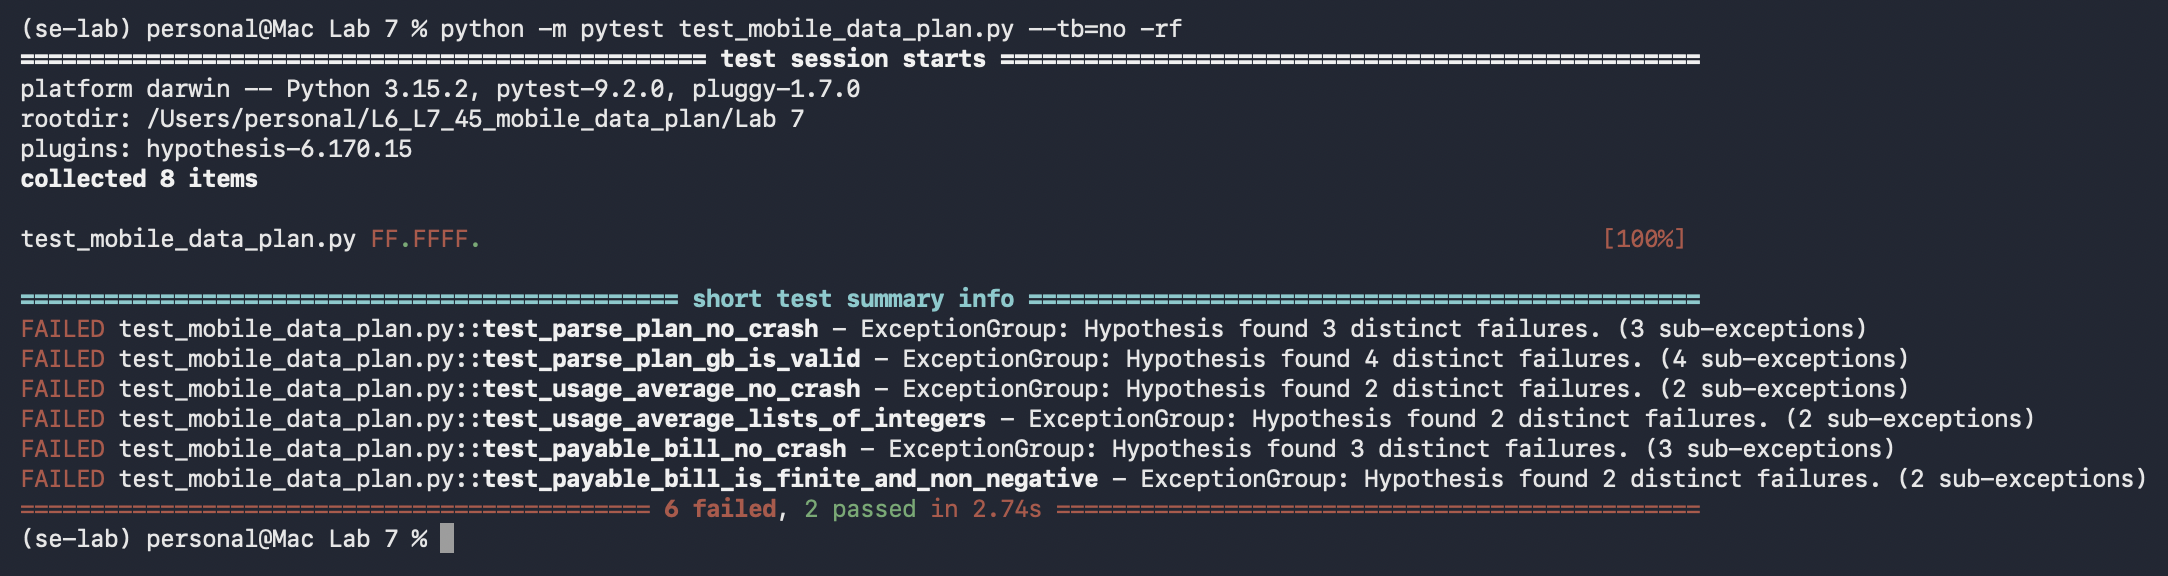 (se-lab) personal@Mac Lab 7 % python -m pytest test_mobile_data_plan.py --tb=no -rf
================================================= test session starts ==================================================
platform darwin -- Python 3.15.2, pytest-9.2.0, pluggy-1.7.0
rootdir: /Users/personal/L6_L7_45_mobile_data_plan/Lab 7
plugins: hypothesis-6.170.15
collected 8 items

test_mobile_data_plan.py FF.FFFF. [100%]

=============================================== short test summary info ================================================
FAILED test_mobile_data_plan.py::test_parse_plan_no_crash - ExceptionGroup: Hypothesis found 3 distinct failures. (3 sub-exceptions)
FAILED test_mobile_data_plan.py::test_parse_plan_gb_is_valid - ExceptionGroup: Hypothesis found 4 distinct failures. (4 sub-exceptions)
FAILED test_mobile_data_plan.py::test_usage_average_no_crash - ExceptionGroup: Hypothesis found 2 distinct failures. (2 sub-exceptions)
FAILED test_mobile_data_plan.py::test_usage_average_lists_of_integers - ExceptionGroup: Hypothesis found 2 distinct failures. (2 sub-exceptions)
FAILED test_mobile_data_plan.py::test_payable_bill_no_crash - ExceptionGroup: Hypothesis found 3 distinct failures. (3 sub-exceptions)
FAILED test_mobile_data_plan.py::test_payable_bill_is_finite_and_non_negative - ExceptionGroup: Hypothesis found 2 distinct failures. (2 sub-exceptions)
============================================= 6 failed, 2 passed in 2.74s ==============================================
(se-lab) personal@Mac Lab 7 %